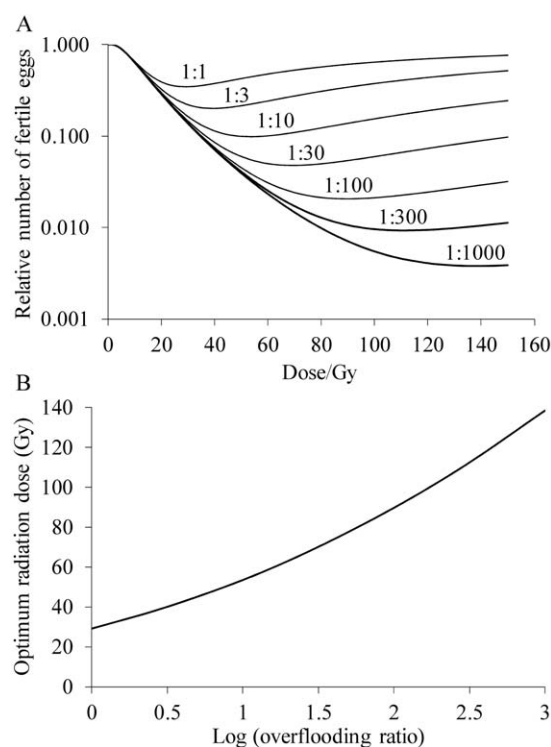 A
Relative number of fertile eggs
1.000
0.100
0.010
0.001
1:1
1:3
1:10
1:30
1:100
1:300
1:1000
0 20 40 60 80 100 120 140 160
Dose/Gy
B
Optimum radiation dose (Gy)
140
120
100
80
60
40
20
0
0 0.5 1 1.5 2 2.5 3
Log (overflooding ratio)